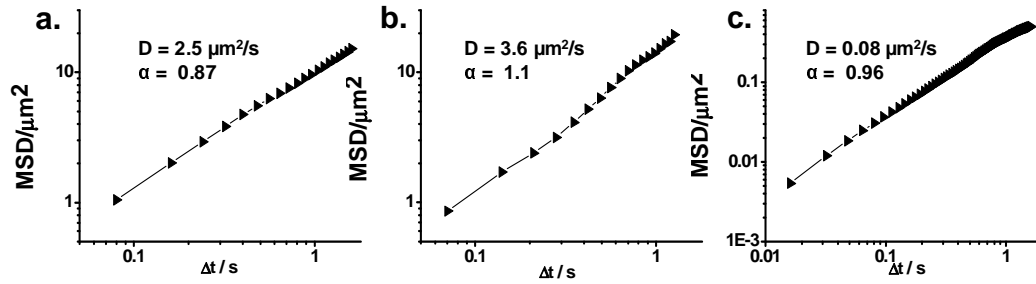 a.
D = 2.5 μm²/s
α = 0.87
MSD/μm²
10
1
0.1
1
Δt / s
b.
D = 3.6 μm²/s
α = 1.1
MSD/μm²
10
1
0.1
1
Δt / s
c.
D = 0.08 μm²/s
α = 0.96
MSD/μm²
0.1
0.01
1E-3
0.01
0.1
1
Δt / s